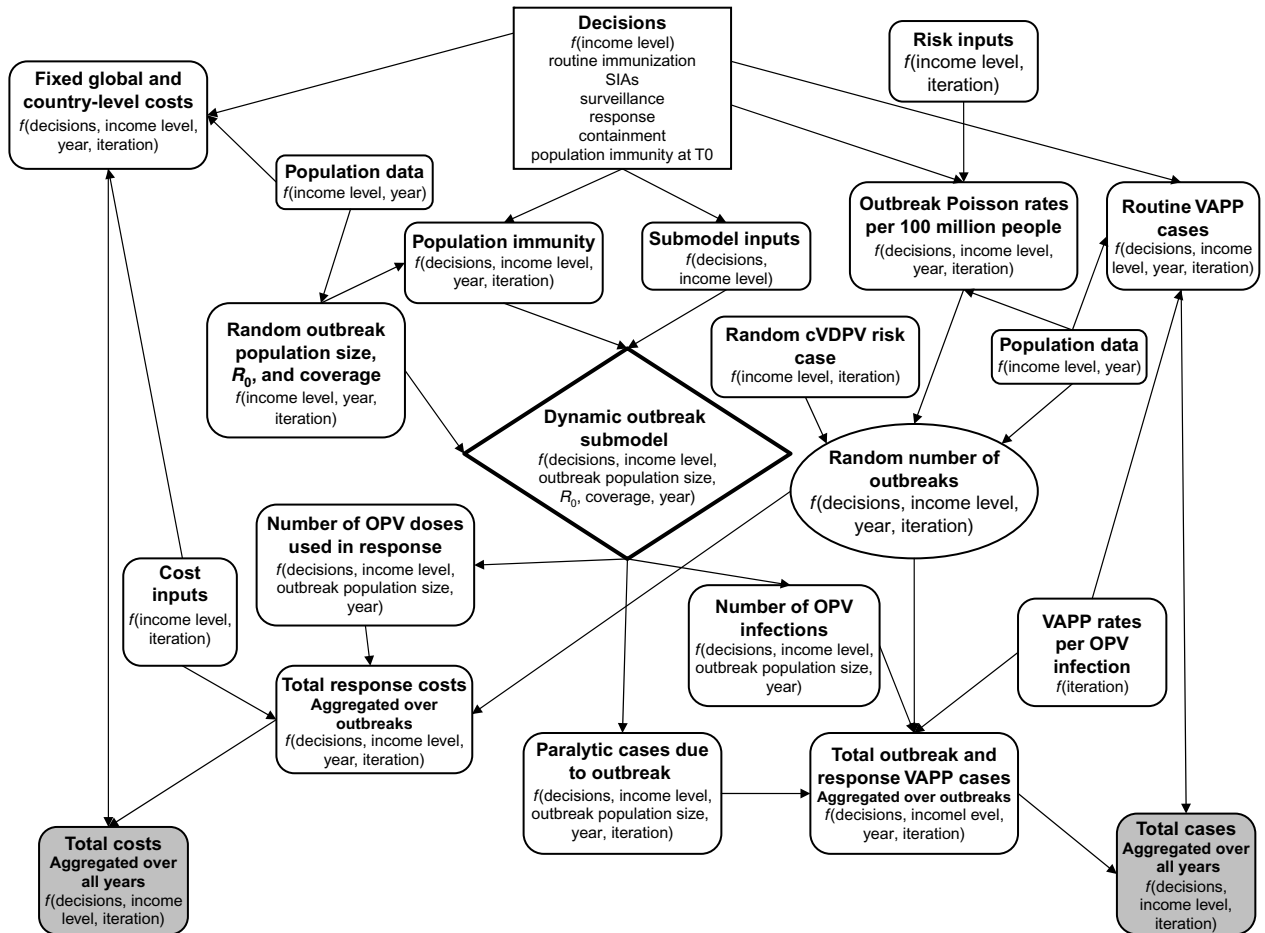 Decisions
f(income level)
routine immunization
SIAs
surveillance
response
containment
population immunity at T0
Risk inputs
f(income level,
iteration)
Fixed global and
country-level costs
f(decisions, income level,
year, iteration)
Population data
f(income level, year)
Population immunity
f(decisions, income level,
year, iteration)
Submodel inputs
f(decisions,
income level)
Outbreak Poisson rates
per 100 million people
f(decisions, income level,
year, iteration)
Routine VAPP
cases
f(decisions, income
level, year, iteration)
Random outbreak
population size,
R0, and coverage
f(income level, year,
iteration)
Random cVDPV risk
case
f(income level, iteration)
Population data
f(income level, year)
Dynamic outbreak
submodel
f(decisions, income level,
outbreak population size,
R0, coverage, year)
Random number of
outbreaks
f(decisions, income level,
year, iteration)
Number of OPV doses
used in response
f(decisions, income level,
outbreak population size,
year)
Cost
inputs
f(income level,
iteration)
Number of OPV
infections
f(decisions, income level,
outbreak population size,
year)
VAPP rates
per OPV
infection
f(iteration)
Total response costs
Aggregated over
outbreaks
f(decisions, income level,
year, iteration)
Paralytic cases due
to outbreak
f(decisions, income level,
outbreak population size,
year, iteration)
Total outbreak and
response VAPP cases
Aggregated over outbreaks
f(decisions, incomel evel,
year, iteration)
Total costs
Aggregated over
all years
f(decisions, income
level, iteration)
Total cases
Aggregated over
all years
f(decisions,
income level,
iteration)